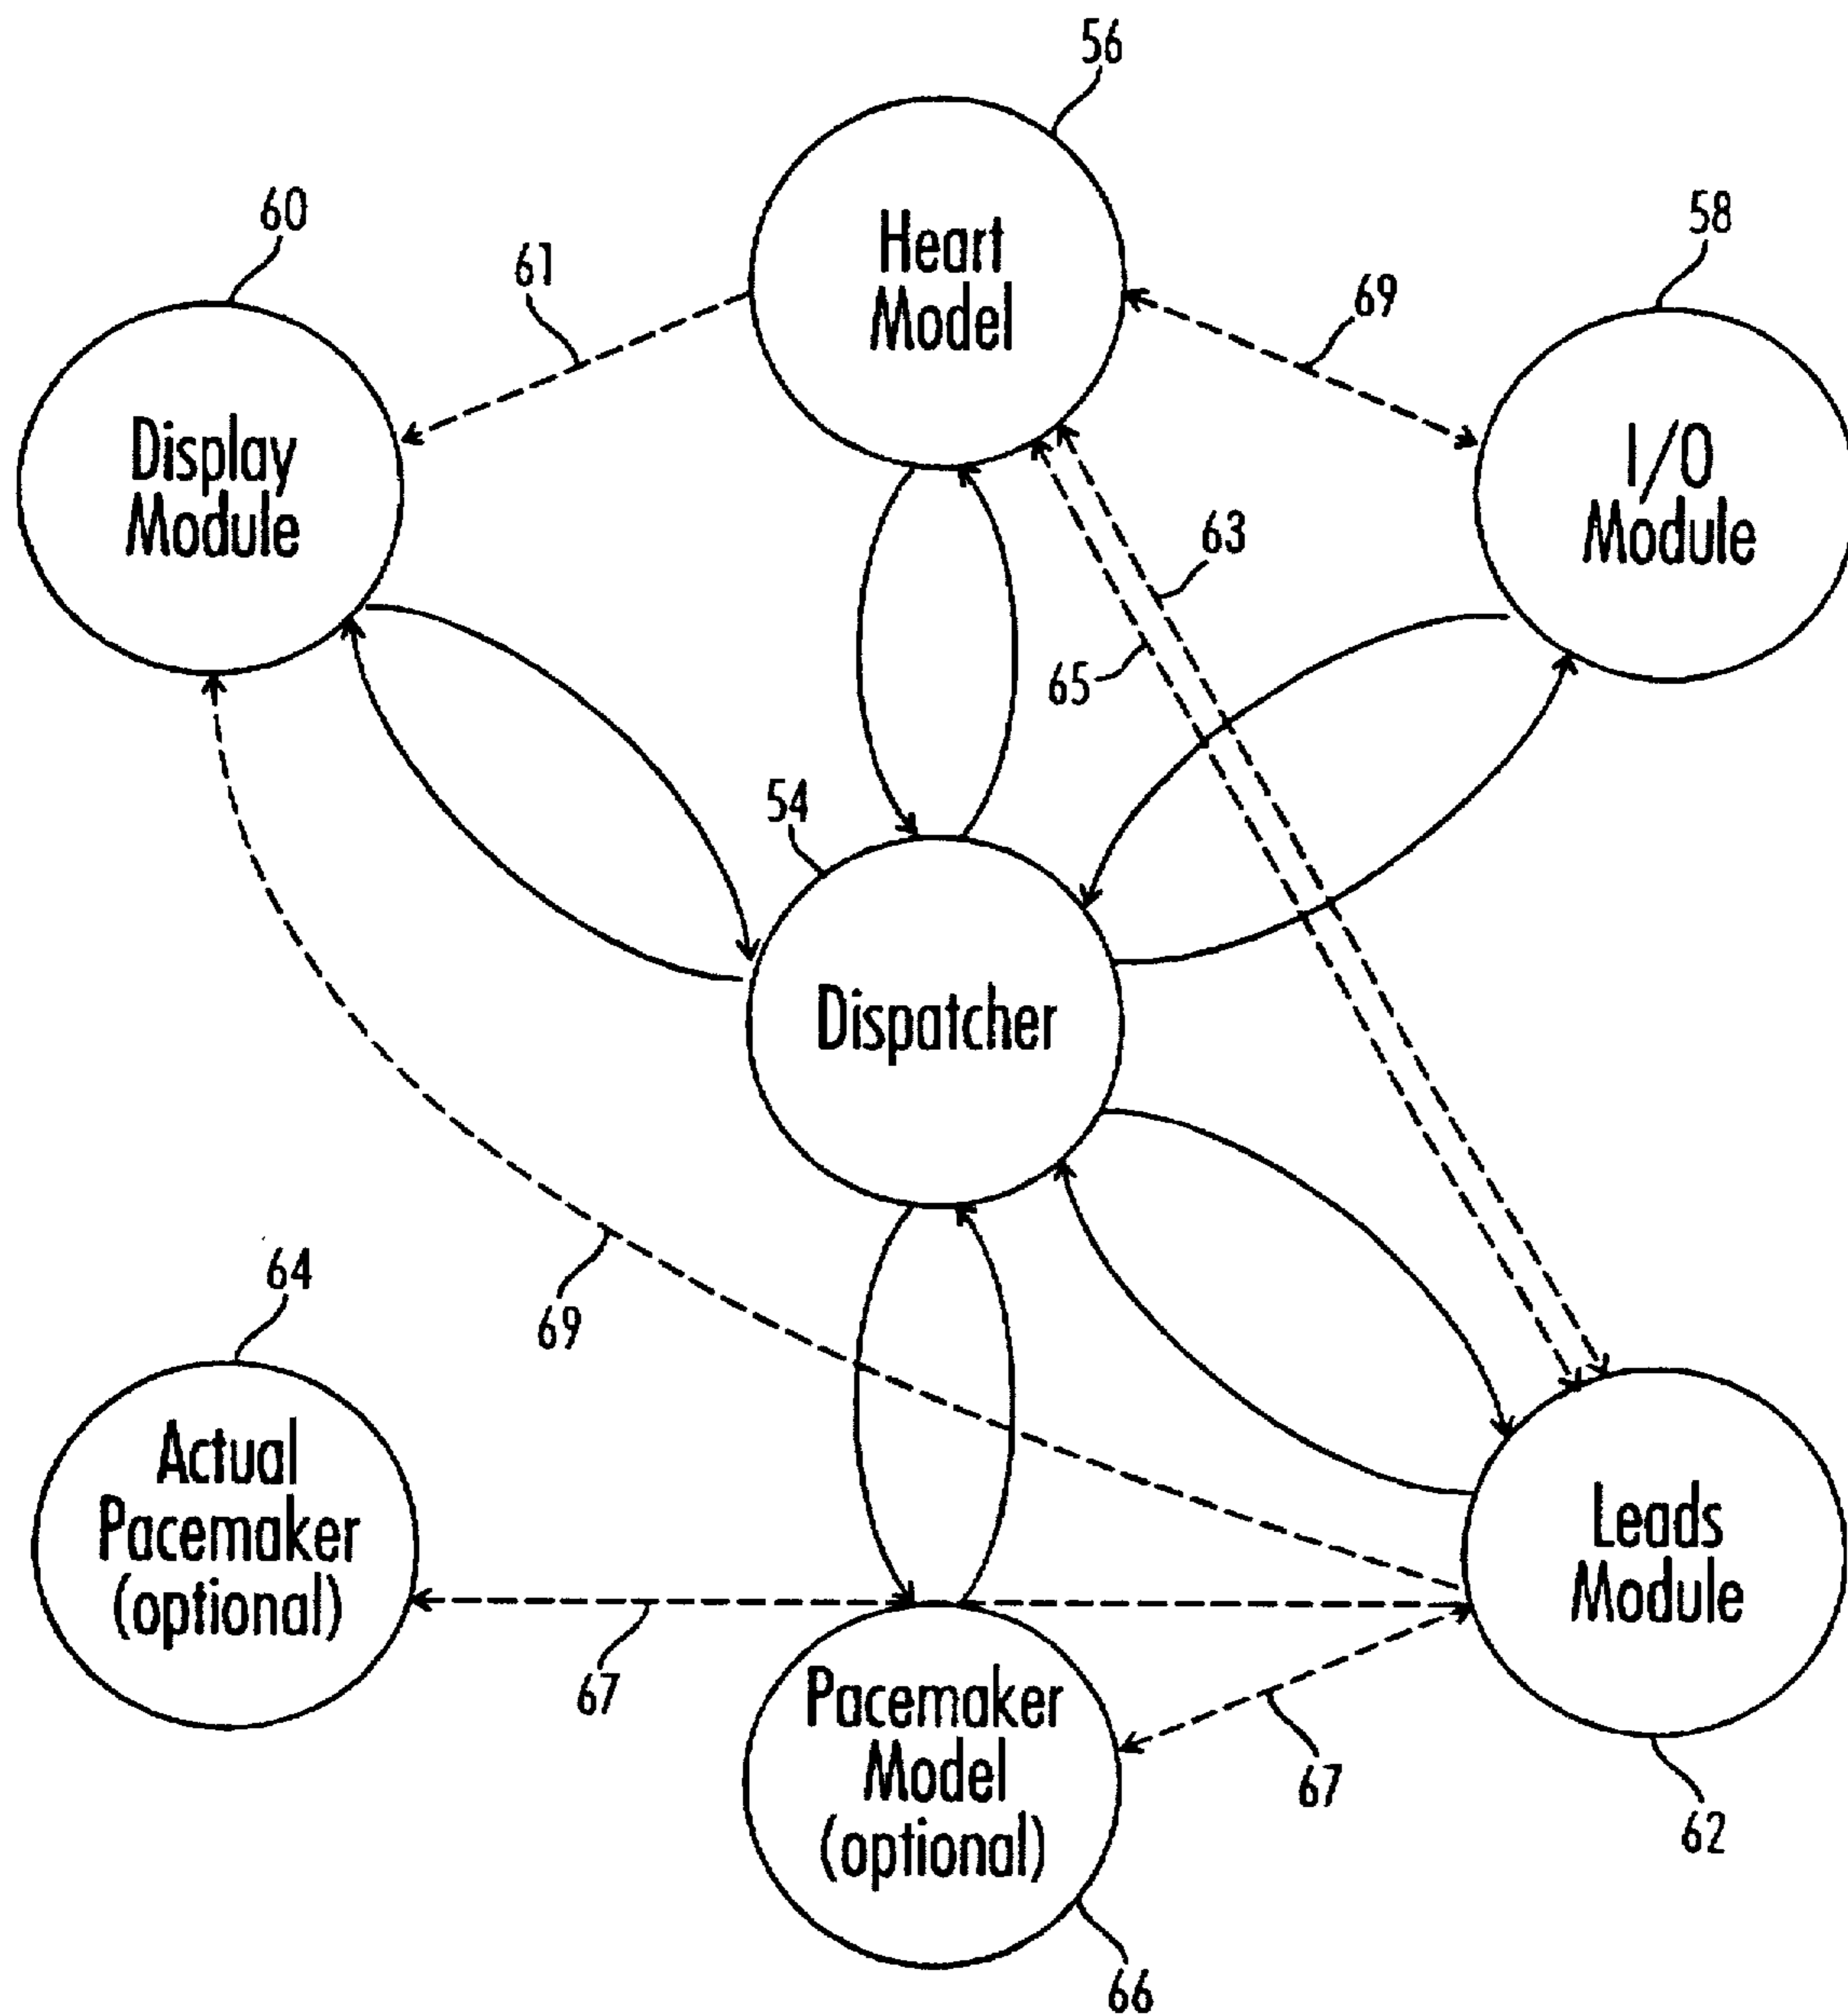 56
60
61
58
Heart
Model
69
Display
Module
I/O
Module
63
65
54
Dispatcher
64
69
Actual
Pacemaker
(optional)
Leads
Module
67
Pacemaker
Model
(optional)
67
62
66